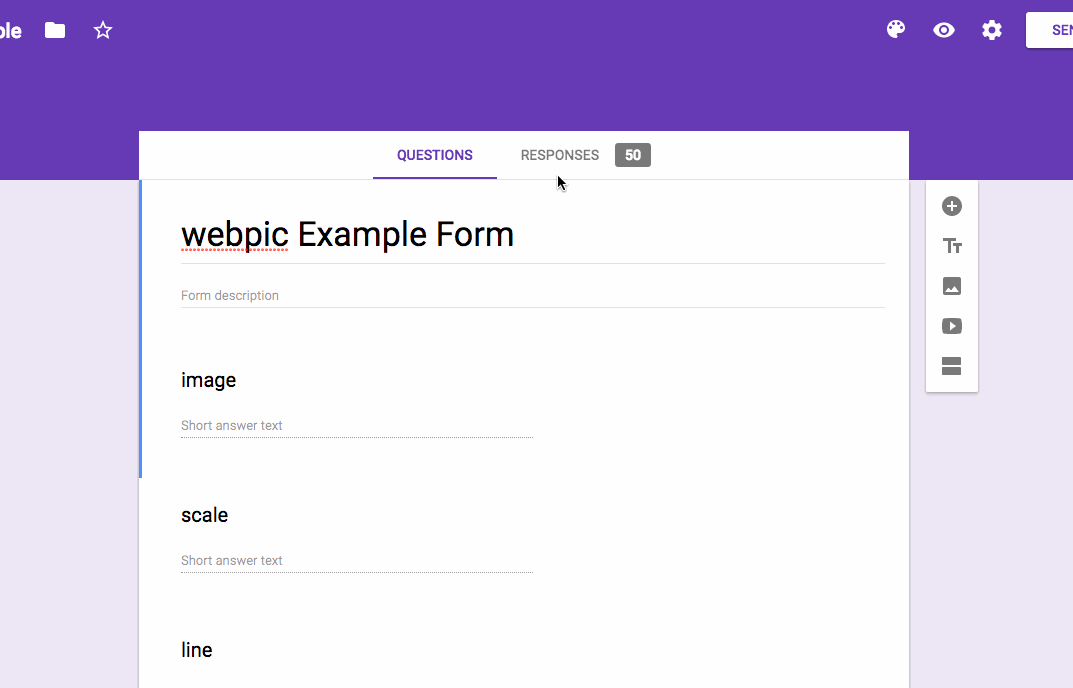 ple
SEN
QUESTIONS RESPONSES 50
webpic Example Form
Form description
image
Short answer text
scale
Short answer text
line